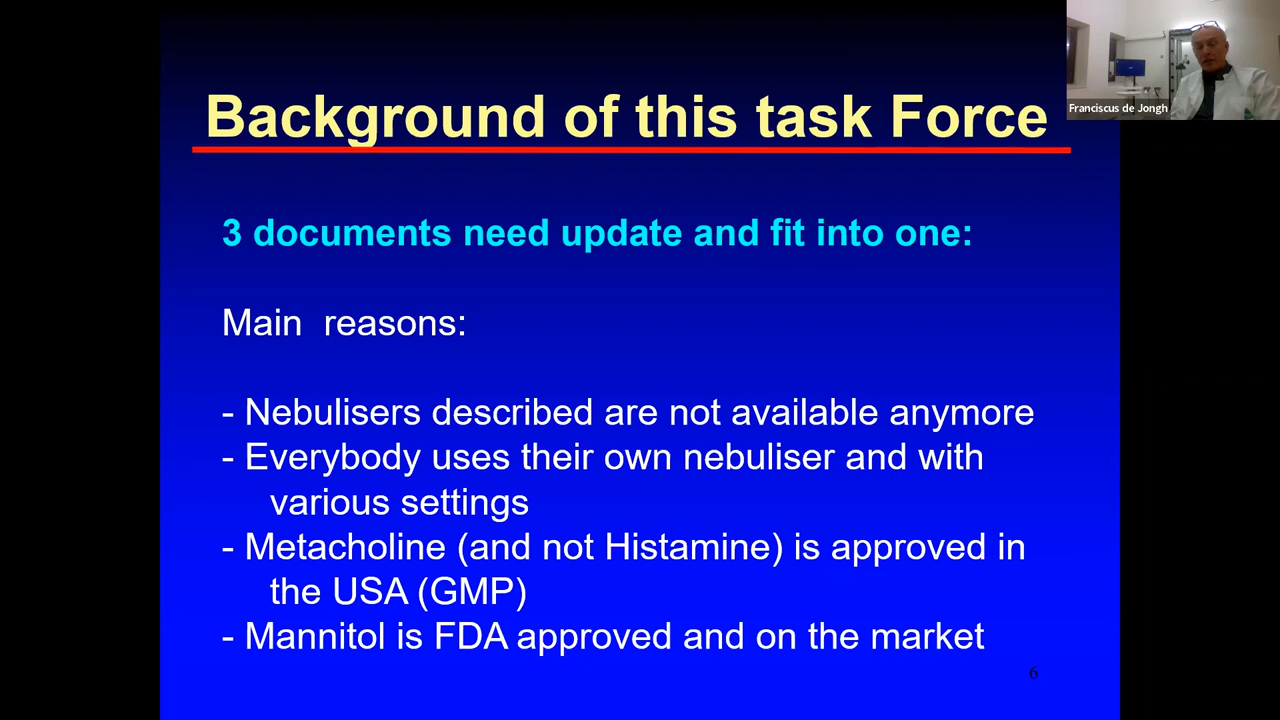 Background of this task Force
Franciscus de Jongh
3 documents need update and fit into one:
Main reasons:
- Nebulisers described are not available anymore
- Everybody uses their own nebuliser and with
various settings
- Metacholine (and not Histamine) is approved in
the USA (GMP)
- Mannitol is FDA approved and on the market
6